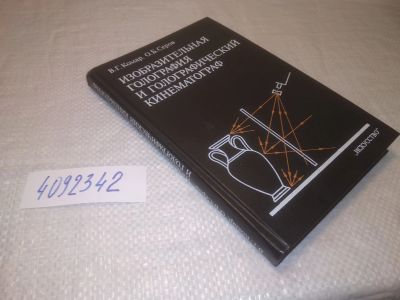 В.Г. Комар, О.Б. Серов
ИЗОБРАЗИТЕЛЬНАЯ
ГОЛОГРАФИЯ
И ГОЛОГРАФИЧЕСКИЙ
КИНЕМАТОГРАФ
"ИСКУССТВО"
4092342